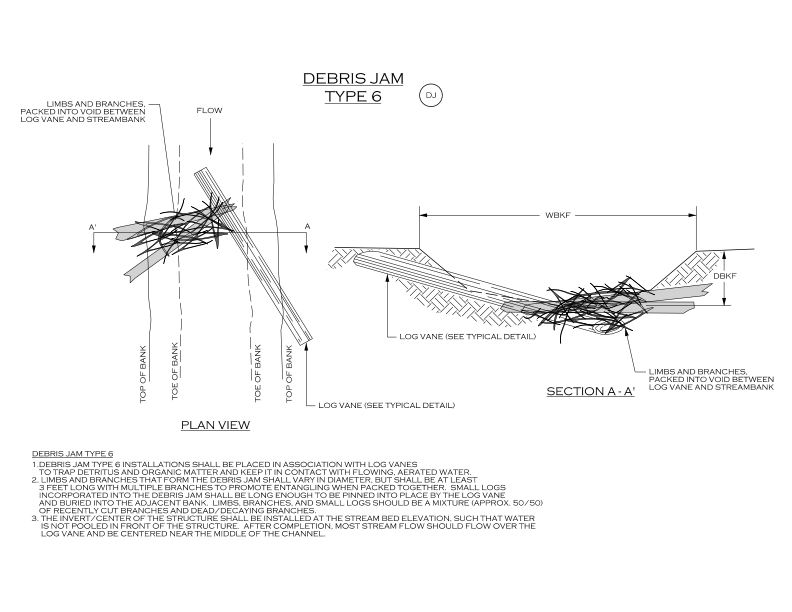 DEBRIS JAM
TYPE 6
DJ
LIMBS AND BRANCHES,
PACKED INTO VOID BETWEEN
LOG VANE AND STREAMBANK
FLOW
A'
A
WBKF
DBKF
LOG VANE (SEE TYPICAL DETAIL)
LIMBS AND BRANCHES,
PACKED INTO VOID BETWEEN
LOG VANE AND STREAMBANK
SECTION A - A'
TOP OF BANK
TOE OF BANK
TOE OF BANK
TOP OF BANK
LOG VANE (SEE TYPICAL DETAIL)
PLAN VIEW
DEBRIS JAM TYPE 6
1.DEBRIS JAM TYPE 6 INSTALLATIONS SHALL BE PLACED IN ASSOCIATION WITH LOG VANES
TO TRAP DETRITUS AND ORGANIC MATTER AND KEEP IT IN CONTACT WITH FLOWING, AERATED WATER.
2. LIMBS AND BRANCHES THAT FORM THE DEBRIS JAM SHALL VARY IN DIAMETER, BUT SHALL BE AT LEAST
3 FEET LONG WITH MULTIPLE BRANCHES TO PROMOTE ENTANGLING WHEN PACKED TOGETHER. SMALL LOGS
INCORPORATED INTO THE DEBRIS JAM SHALL BE LONG ENOUGH TO BE PINNED INTO PLACE BY THE LOG VANE
AND BURIED INTO THE ADJACENT BANK. LIMBS, BRANCHES, AND SMALL LOGS SHOULD BE A MIXTURE (APPROX. 50/50)
OF RECENTLY CUT BRANCHES AND DEAD/DECAYING BRANCHES.
3. THE INVERT/CENTER OF THE STRUCTURE SHALL BE INSTALLED AT THE STREAM BED ELEVATION, SUCH THAT WATER
IS NOT POOLED IN FRONT OF THE STRUCTURE. AFTER COMPLETION, MOST STREAM FLOW SHOULD FLOW OVER THE
LOG VANE AND BE CENTERED NEAR THE MIDDLE OF THE CHANNEL.